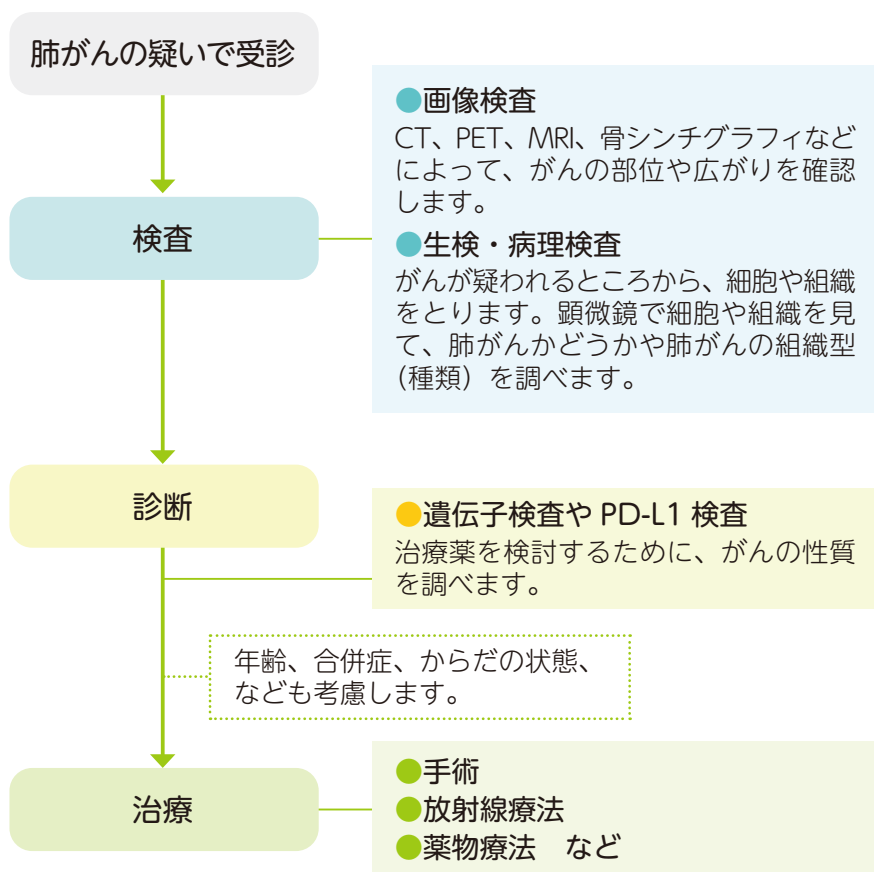 肺がんの疑いで受診
検査
●画像検査
CT、PET、MRI、骨シンチグラフィなど
によって、がんの部位や広がりを確認
します。
●生検・病理検査
がんが疑われるところから、細胞や組織
をとります。顕微鏡で細胞や組織を見
て、肺がんかどうかや肺がんの組織型
（種類）を調べます。
診断
●遺伝子検査や PD-L1 検査
治療薬を検討するために、がんの性質
を調べます。
年齢、合併症、からだの状態、
なども考慮します。
治療
●手術
●放射線療法
●薬物療法　など